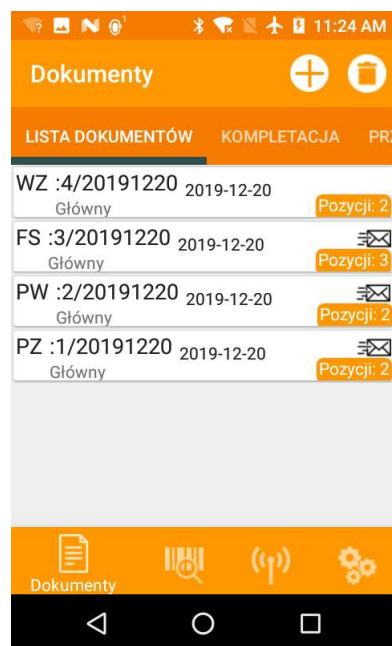 11:24 AM
Dokumenty
LISTA DOKUMENTÓW KOMPLETACJA PRZ
WZ :4/20191220 2019-12-20
Główny Pozycji: 2
FS :3/20191220 2019-12-20
Główny Pozycji: 3
PW :2/20191220 2019-12-20
Główny Pozycji: 2
PZ :1/20191220 2019-12-20
Główny Pozycji: 2
Dokumenty